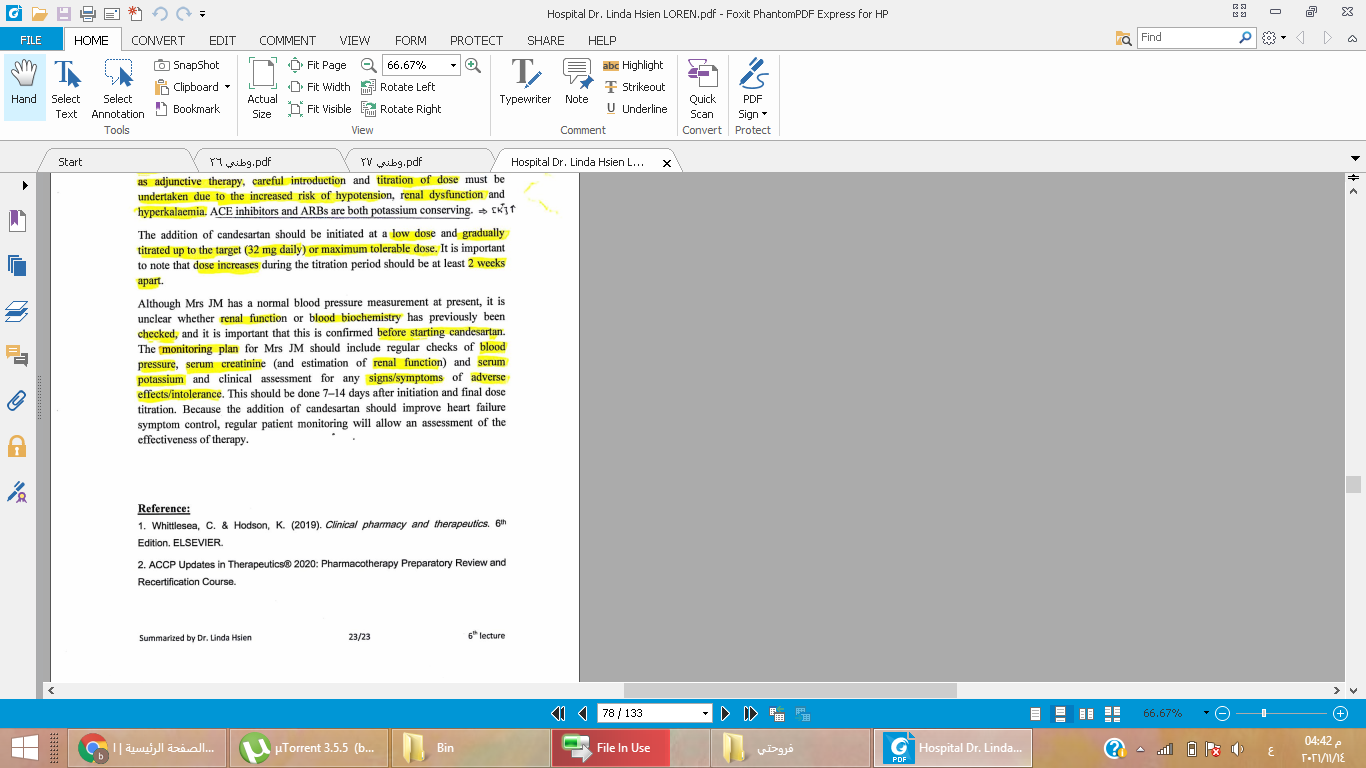 Hospital Dr. Linda Hsien LOREN.pdf - Foxit PhantomPDF Express for HP
FILE HOME CONVERT EDIT COMMENT VIEW FORM PROTECT SHARE HELP
Find
Hand
Select Text
Select Annotation
SnapShot
Clipboard
Bookmark
Tools
Actual Size
Fit Page
Fit Width
Fit Visible
66.67%
Rotate Left
Rotate Right
View
Typewriter
Note
abc Highlight
Strikeout
U Underline
Comment
Quick Scan
Convert
PDF Sign
Protect
Start
وطني ٢٦.pdf
وطني ٢٧.pdf
Hospital Dr. Linda Hsien L...
as adjunctive therapy, careful introduction and titration of dose must be
undertaken due to the increased risk of hypotension, renal dysfunction and
hyperkalaemia. ACE inhibitors and ARBs are both potassium conserving.
The addition of candesartan should be initiated at a low dose and gradually
titrated up to the target (32 mg daily) or maximum tolerable dose. It is important
to note that dose increases during the titration period should be at least 2 weeks
apart.
Although Mrs JM has a normal blood pressure measurement at present, it is
unclear whether renal function or blood biochemistry has previously been
checked, and it is important that this is confirmed before starting candesartan.
The monitoring plan for Mrs JM should include regular checks of blood
pressure, serum creatinine (and estimation of renal function) and serum
potassium and clinical assessment for any signs/symptoms of adverse
effects/intolerance. This should be done 7–14 days after initiation and final dose
titration. Because the addition of candesartan should improve heart failure
symptom control, regular patient monitoring will allow an assessment of the
effectiveness of therapy.
Reference:
1. Whittlesea, C. & Hodson, K. (2019). Clinical pharmacy and therapeutics. 6th
Edition. ELSEVIER.
2. ACCP Updates in Therapeutics® 2020: Pharmacotherapy Preparatory Review and
Recertification Course.
Summarized by Dr. Linda Hsien 23/23 6th lecture
78 / 133
66.67%
الصفحة الرئيسية | ا...
µTorrent 3.5.5 (b...
Bin
File In Use
فروحتي
PDF
Hospital Dr. Linda...
ع
04:42 م
٢٠٢١/١١/١٤